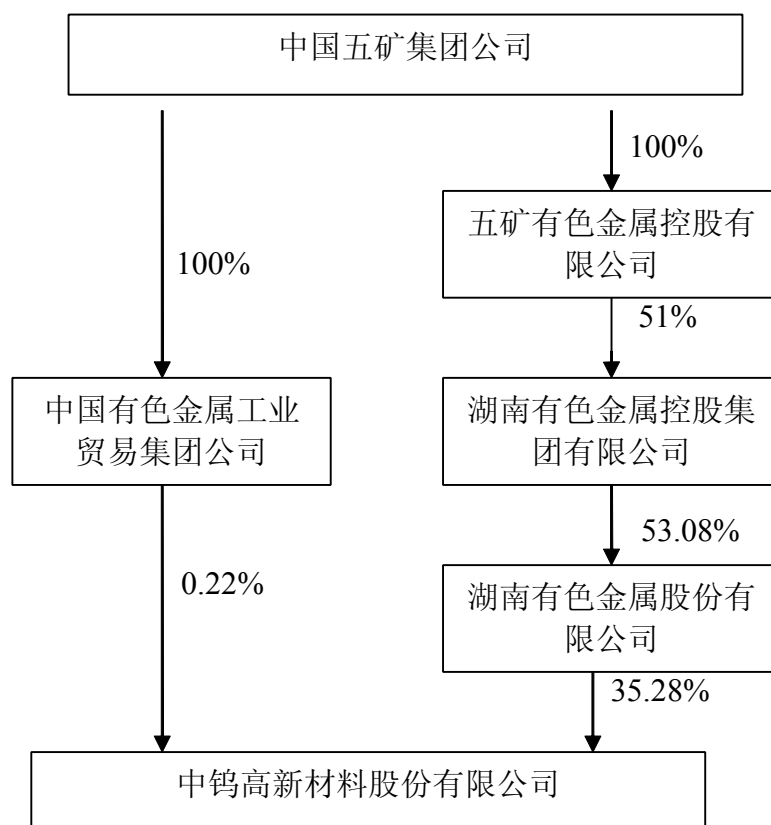 中国五矿集团公司
100%
五矿有色金属控股有
限公司
100%
51%
中国有色金属工业
贸易集团公司
湖南有色金属控股集
团有限公司
53.08%
0.22%
湖南有色金属股份有
限公司
35.28%
中钨高新材料股份有限公司